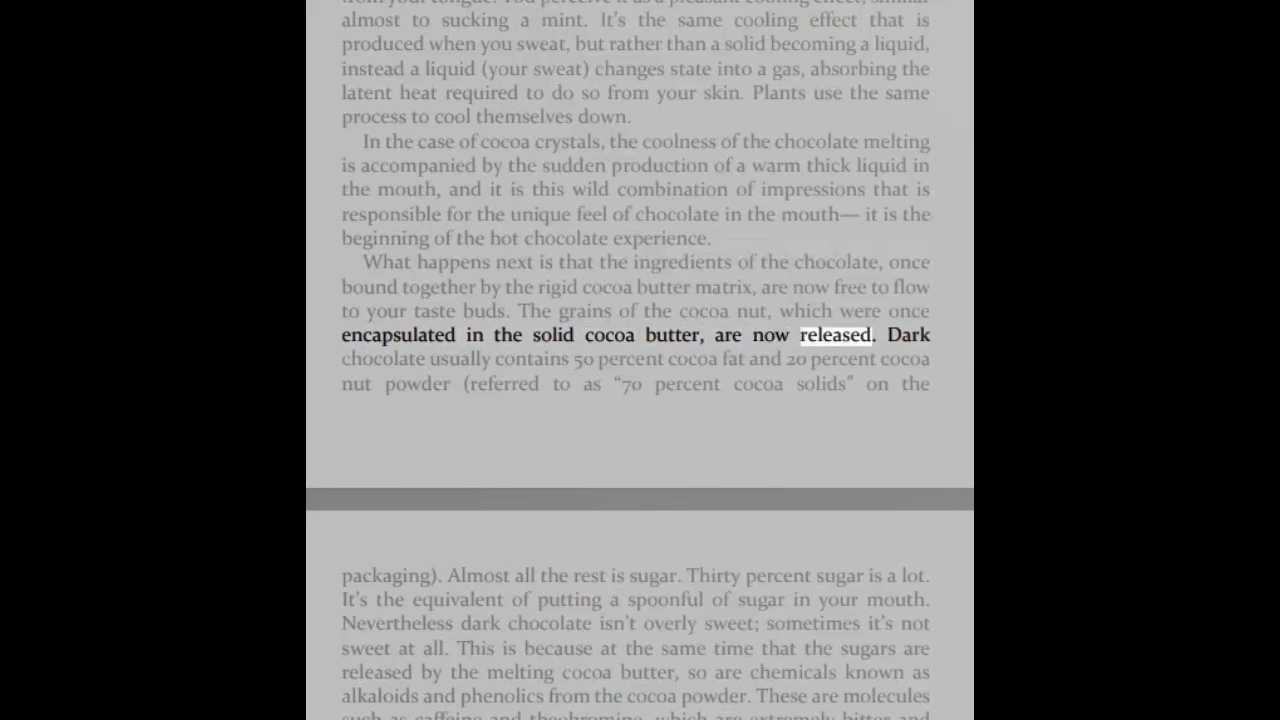 almost to sucking a mint. It's the same cooling effect that is
produced when you sweat, but rather than a solid becoming a liquid,
instead a liquid (your sweat) changes state into a gas, absorbing the
latent heat required to do so from your skin. Plants use the same
process to cool themselves down.
In the case of cocoa crystals, the coolness of the chocolate melting
is accompanied by the sudden production of a warm thick liquid in
the mouth, and it is this wild combination of impressions that is
responsible for the unique feel of chocolate in the mouth— it is the
beginning of the hot chocolate experience.
What happens next is that the ingredients of the chocolate, once
bound together by the rigid cocoa butter matrix, are now free to flow
to your taste buds. The grains of the cocoa nut, which were once
encapsulated in the solid cocoa butter, are now released. Dark
chocolate usually contains 50 percent cocoa fat and 20 percent cocoa
nut powder (referred to as “70 percent cocoa solids” on the
packaging). Almost all the rest is sugar. Thirty percent sugar is a lot.
It's the equivalent of putting a spoonful of sugar in your mouth.
Nevertheless dark chocolate isn't overly sweet; sometimes it's not
sweet at all. This is because at the same time that the sugars are
released by the melting cocoa butter, so are chemicals known as
alkaloids and phenolics from the cocoa powder. These are molecules
such as caffeine and theobromine, which are extremely bitter and